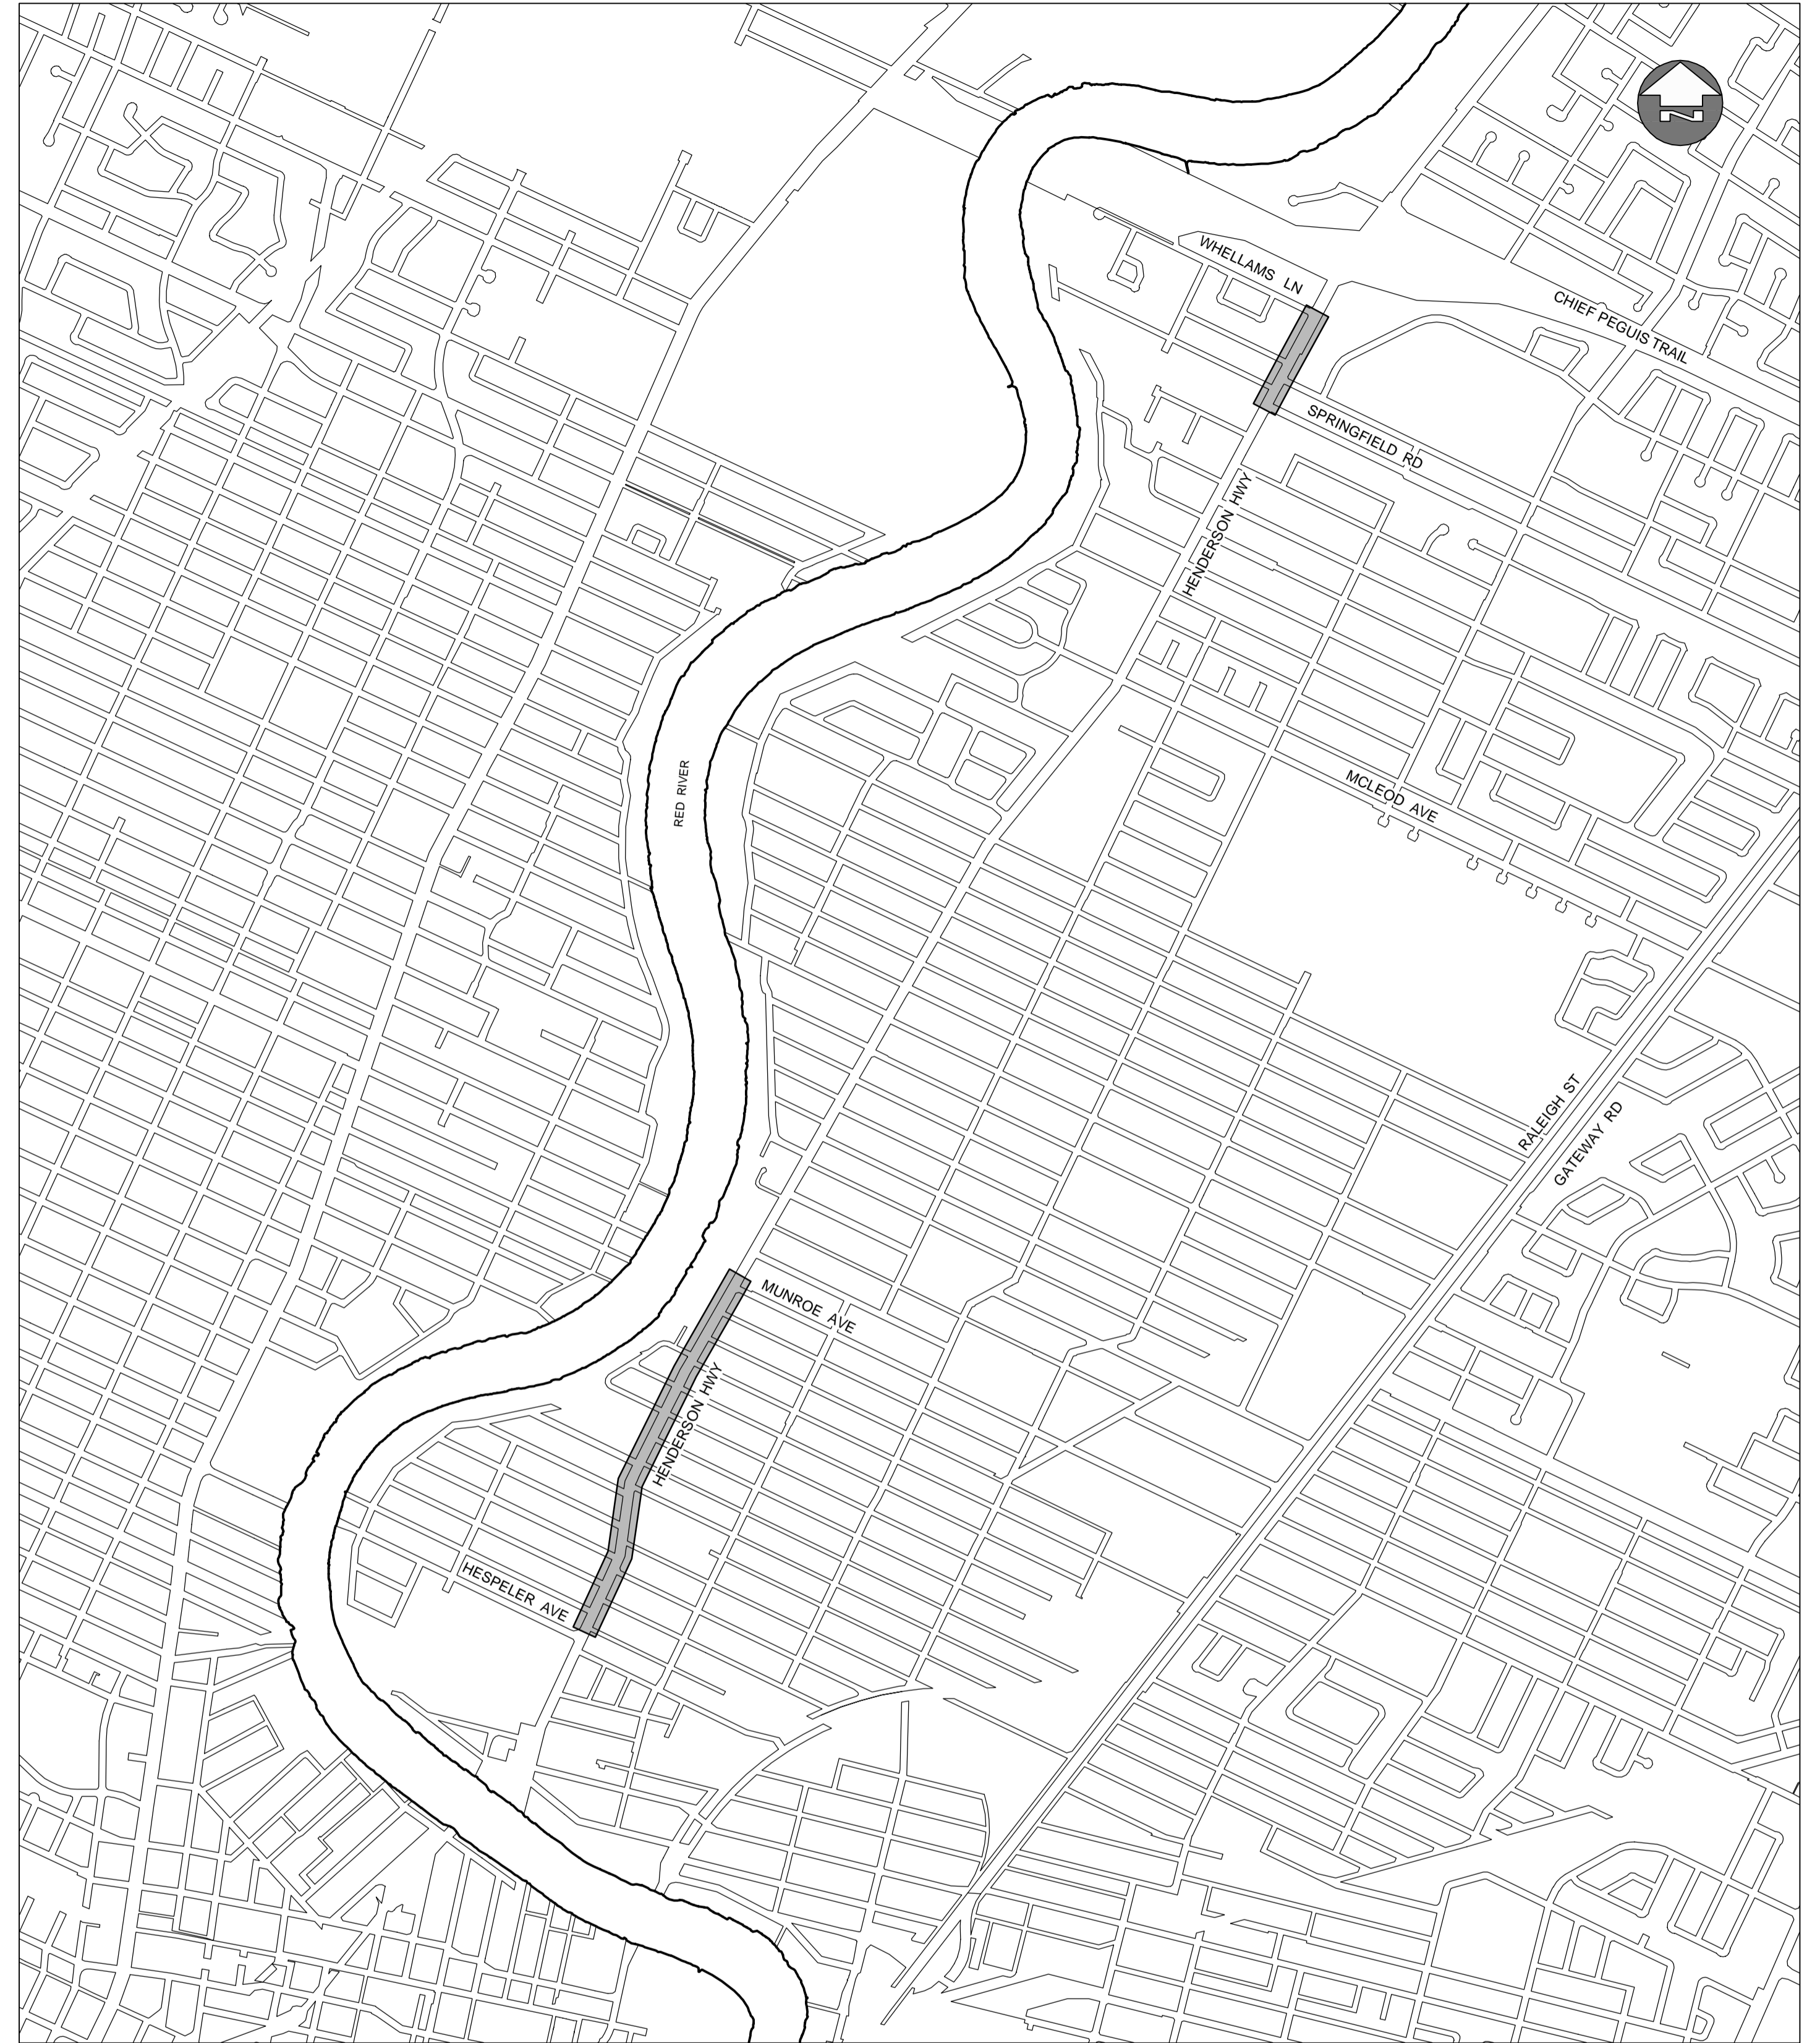 N
WHELLAMS LN
CHIEF PEGUIS TRAIL
SPRINGFIELD RD
HENDERSON HWY
RED RIVER
MCLEOD AVE
RALEIGH ST
GATEWAY RD
MUNROE AVE
HENDERSON HWY
HESPELER AVE